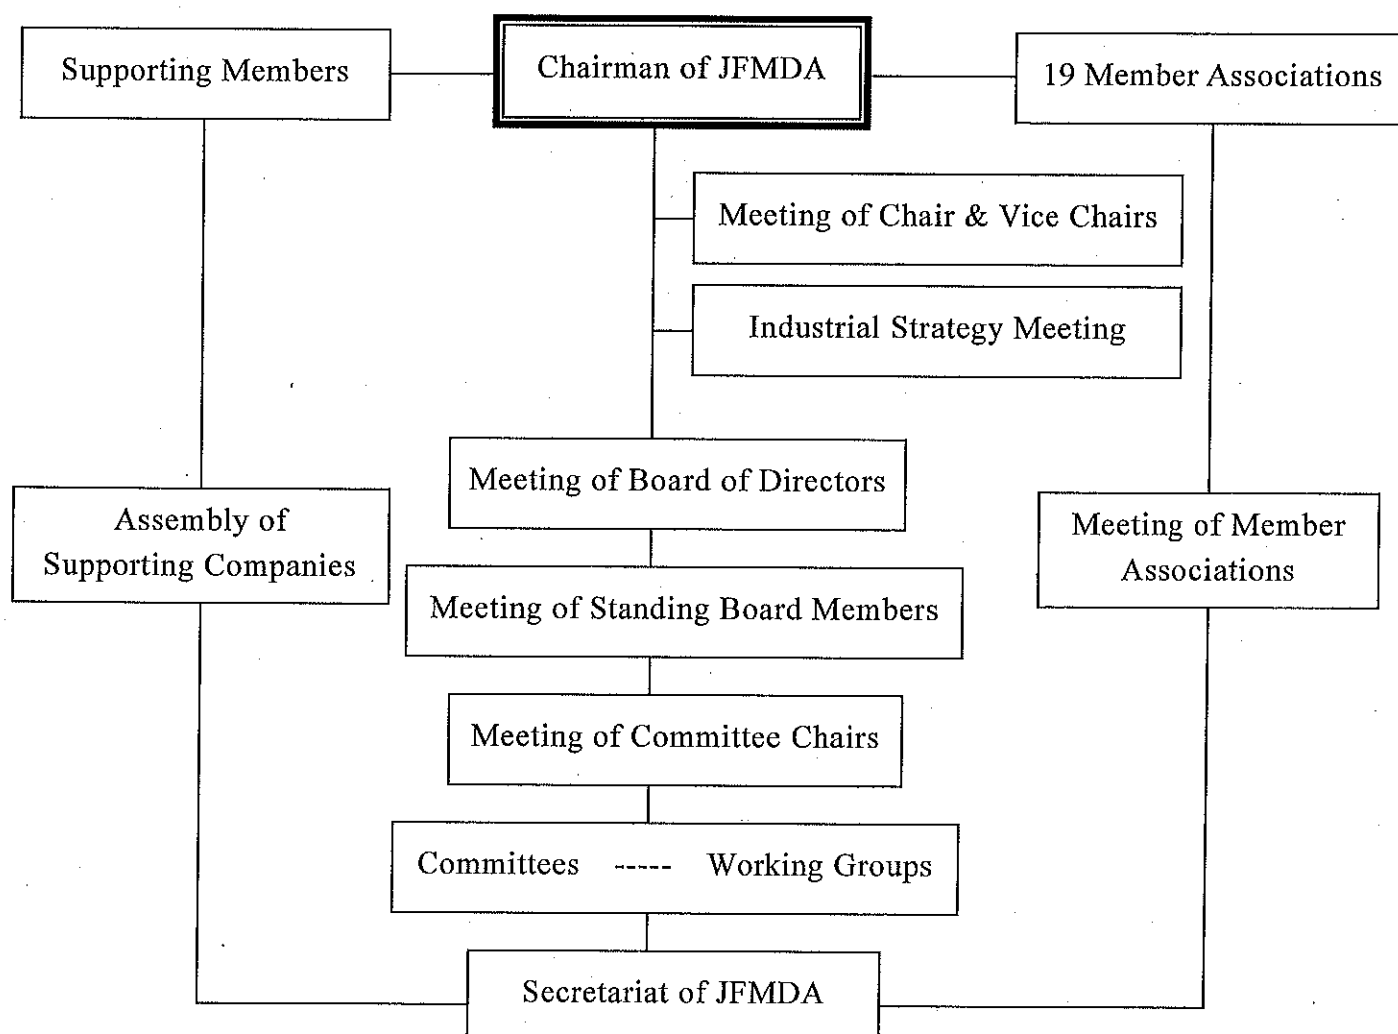 Supporting Members
Chairman of JFMDA
19 Member Associations
Meeting of Chair & Vice Chairs
Industrial Strategy Meeting
Meeting of Board of Directors
Assembly of
Supporting Companies
Meeting of Member
Associations
Meeting of Standing Board Members
Meeting of Committee Chairs
Committees ----- Working Groups
Secretariat of JFMDA